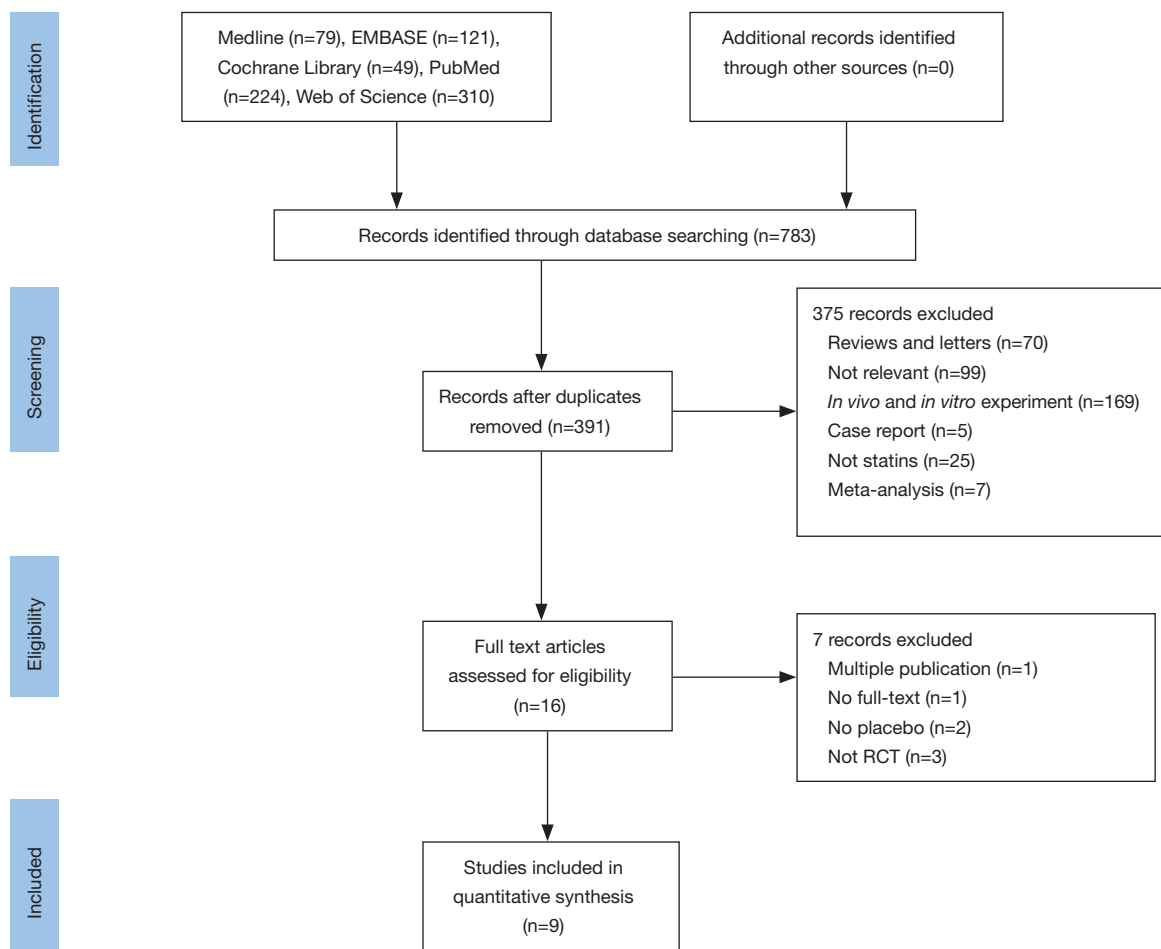 Identification
Medline (n=79), EMBASE (n=121),
Cochrane Library (n=49), PubMed
(n=224), Web of Science (n=310)
Additional records identified
through other sources (n=0)
Records identified through database searching (n=783)
Screening
Records after duplicates
removed (n=391)
375 records excluded
Reviews and letters (n=70)
Not relevant (n=99)
In vivo and in vitro experiment (n=169)
Case report (n=5)
Not statins (n=25)
Meta-analysis (n=7)
Eligibility
Full text articles
assessed for eligibility
(n=16)
7 records excluded
Multiple publication (n=1)
No full-text (n=1)
No placebo (n=2)
Not RCT (n=3)
Included
Studies included in
quantitative synthesis
(n=9)